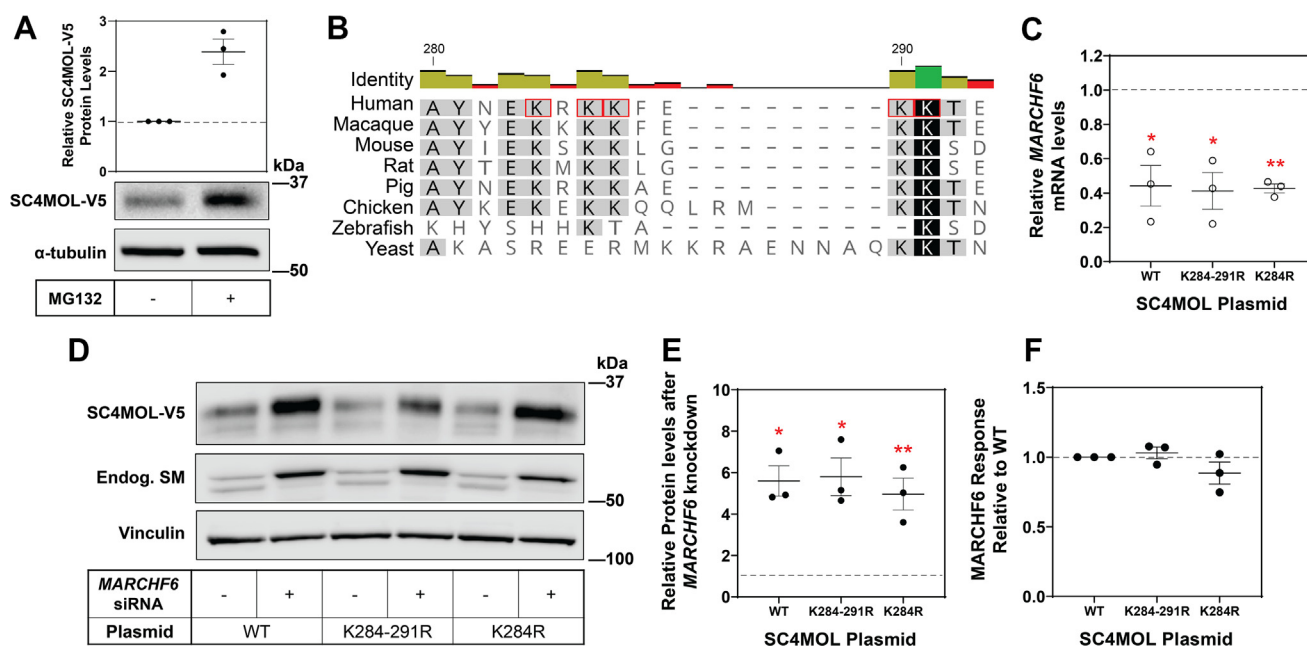 A
Relative SC4MOL-V5
Protein Levels
3
2
1
0
kDa
37
SC4MOL-V5
α-tubulin
50
MG132 - +
B
280 290
Identity
Human A Y N E K R K K F E - - - - - - - - K K T E
Macaque A Y Y E K K K K F E - - - - - - - - K K T E
Mouse A Y I E K S K K L G - - - - - - - - K K S D
Rat A Y T E K M K K L G - - - - - - - - K K S E
Pig A Y N E K R K K A E - - - - - - - - K K T E
Chicken A Y K E K E K K Q Q L R M - - - - - K K T N
Zebrafish K H Y S H H K T A - - - - - - - - - - K S D
Yeast A K A S R E E R M K K R A E N N A Q K K T N
C
Relative MARCHF6
mRNA levels
1.2
1.0
0.8
0.6
0.4
0.2
0.0
* * **
WT K284-291R K284R
SC4MOL Plasmid
D
kDa
37
SC4MOL-V5
Endog. SM
50
Vinculin
100
MARCHF6
siRNA
- + - + - +
Plasmid WT K284-291R K284R
E
Relative Protein levels after
MARCHF6 knockdown
10
8
6
4
2
0
* * **
WT K284-291R K284R
SC4MOL Plasmid
F
MARCHF6 Response
Relative to WT
1.5
1.0
0.5
0.0
WT K284-291R K284R
SC4MOL Plasmid